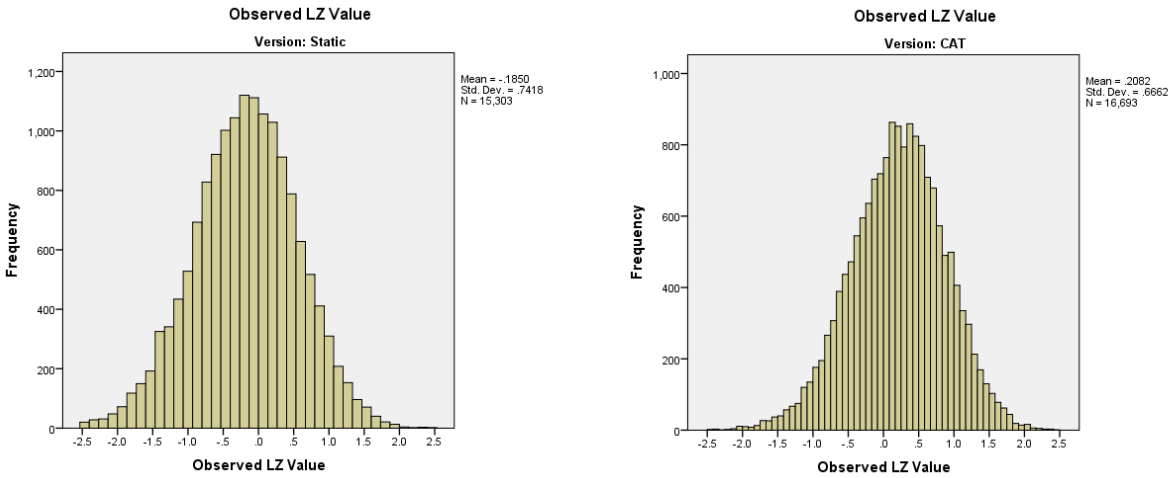 Observed LZ Value
Version: Static
1,200
1,000
800
600
400
200
0
Frequency
-2.5 -2.0 -1.5 -1.0 -.5 .0 .5 1.0 1.5 2.0 2.5
Observed LZ Value
Mean = -.1850
Std. Dev. = .7418
N = 15,303
Observed LZ Value
Version: CAT
1,000
800
600
400
200
0
Frequency
-2.5 -2.0 -1.5 -1.0 -.5 .0 .5 1.0 1.5 2.0 2.5
Observed LZ Value
Mean = .2082
Std. Dev. = .6662
N = 16,693